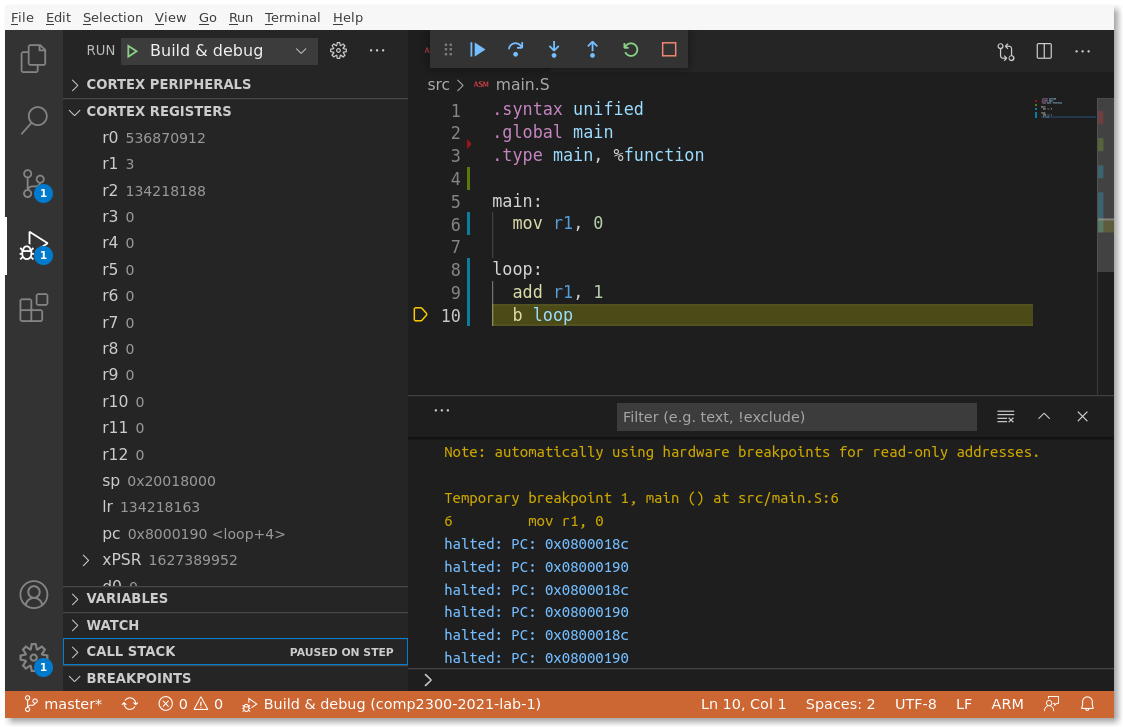 File Edit Selection View Go Run Terminal Help
RUN Build & debug
CORTEX PERIPHERALS
CORTEX REGISTERS
r0 536870912
r1 3
r2 134218188
r3 0
r4 0
r5 0
r6 0
r7 0
r8 0
r9 0
r10 0
r11 0
r12 0
sp 0x20018000
lr 134218163
pc 0x8000190 <loop+4>
xPSR 1627389952
d0 0
VARIABLES
WATCH
CALL STACK PAUSED ON STEP
BREAKPOINTS
1
1
1
src > ASM main.S
1 .syntax unified
2 .global main
3 .type main, %function
4
5 main:
6 mov r1, 0
7
8 loop:
9 add r1, 1
10 b loop
Filter (e.g. text, !exclude)
Note: automatically using hardware breakpoints for read-only addresses.
Temporary breakpoint 1, main () at src/main.S:6
6 mov r1, 0
halted: PC: 0x0800018c
halted: PC: 0x08000190
halted: PC: 0x0800018c
halted: PC: 0x08000190
halted: PC: 0x0800018c
halted: PC: 0x08000190
master* 0 0 Build & debug (comp2300-2021-lab-1) Ln 10, Col 1 Spaces: 2 UTF-8 LF ARM